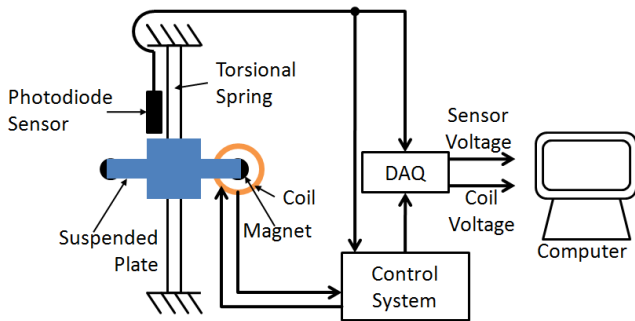 Photodiode
Sensor
Torsional
Spring
Sensor
Voltage
DAQ
Coil
Voltage
Coil
Magnet
Suspended
Plate
Control
System
Computer